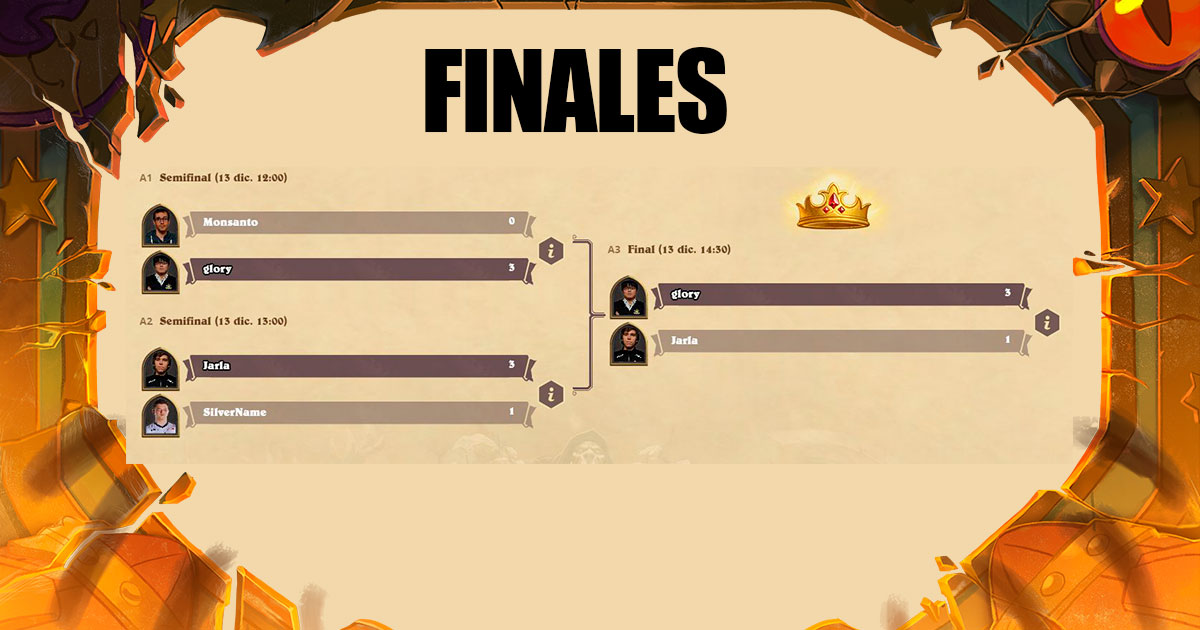 FINALES
A1 Semifinal (13 dic. 12:00)
Monsanto 0
glory 3
A2 Semifinal (13 dic. 13:00)
Jarla 3
SilverName 1
A3 Final (13 dic. 14:30)
glory 3
Jarla 1